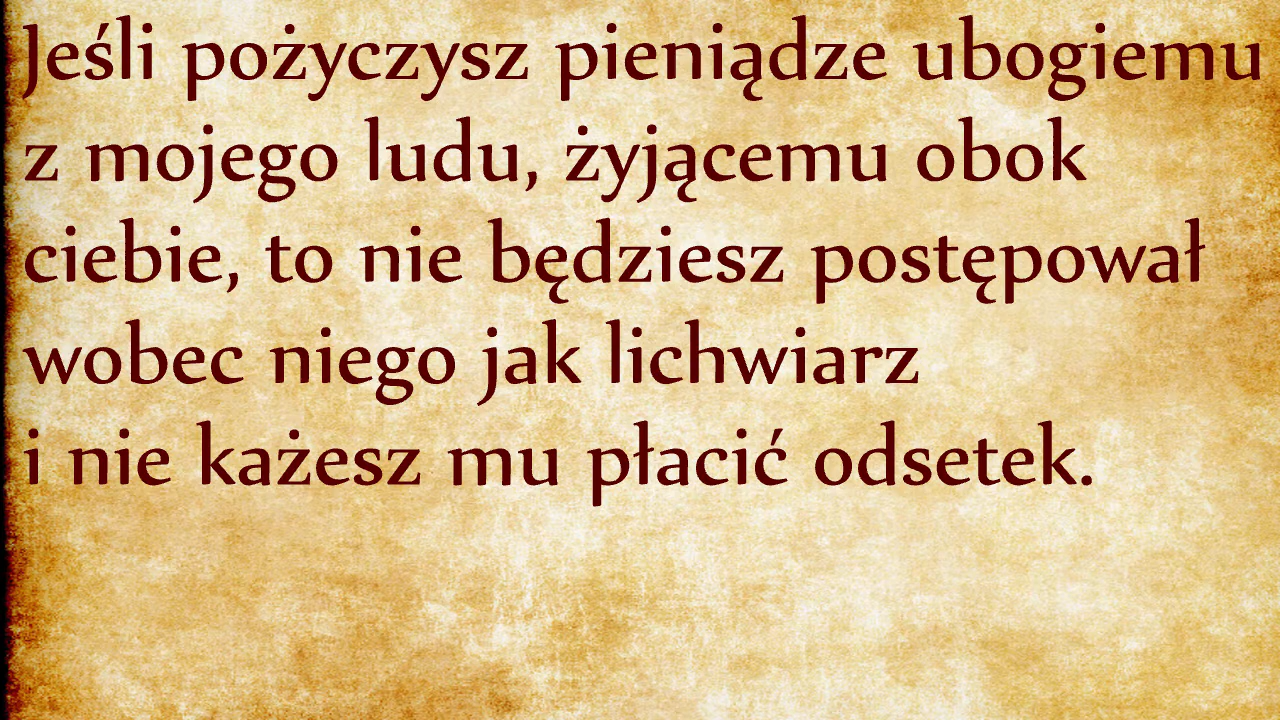 Jeśli pożyczysz pieniądze ubogiemu
z mojego ludu, żyjącemu obok
ciebie, to nie będziesz postępował
wobec niego jak lichwiarz
i nie każesz mu płacić odsetek.